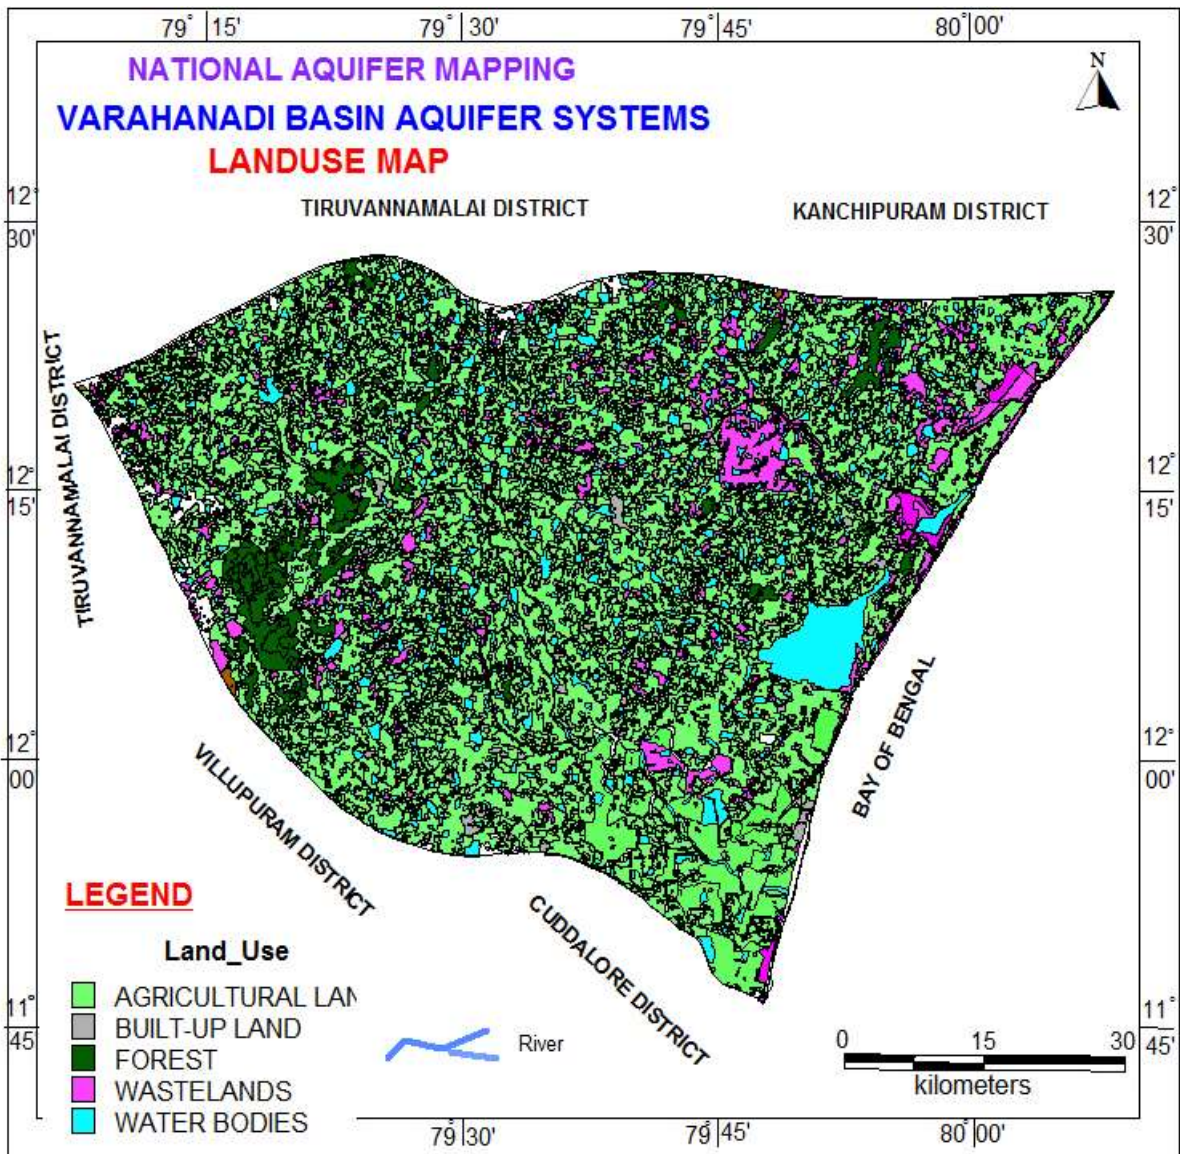 79° 15'
79° 30'
79° 45'
80° 00'
NATIONAL AQUIFER MAPPING
N
VARAHANADI BASIN AQUIFER SYSTEMS
LANDUSE MAP
12°
30'
TIRUVANNAMALAI DISTRICT
KANCHIPURAM DISTRICT
12°
30'
TIRUVANNAMALAI DISTRICT
12°
15'
12°
15'
12°
00'
12°
00'
BAY OF BENGAL
VILLUPURAM DISTRICT
CUDDALORE DISTRICT
LEGEND
Land_Use
AGRICULTURAL LAN
BUILT-UP LAND
FOREST
WASTELANDS
WATER BODIES
River
11°
45'
0 15 30
kilometers
11°
45'
79° 30'
79° 45'
80° 00'